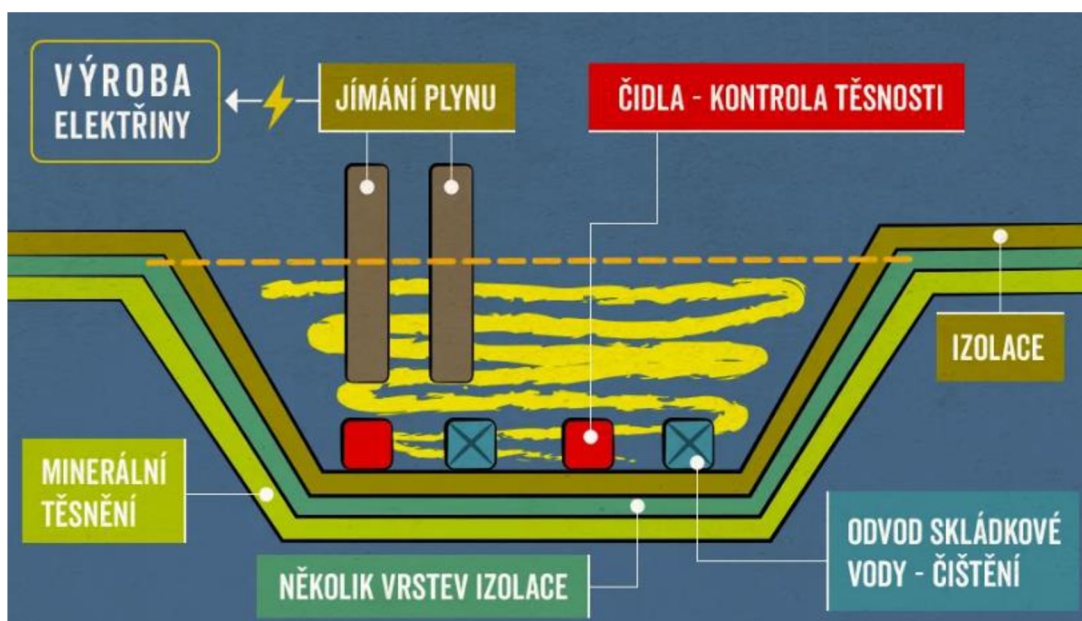 VÝROBA
ELEKTŘINY
JÍMÁNÍ PLYNU
ČIDLA - KONTROLA TĚSNOSTI
IZOLACE
MINERÁLNÍ
TĚSNĚNÍ
NĚKOLIK VRSTEV IZOLACE
ODVOD SKLÁDKOVÉ
VODY - ČIŠTĚNÍ